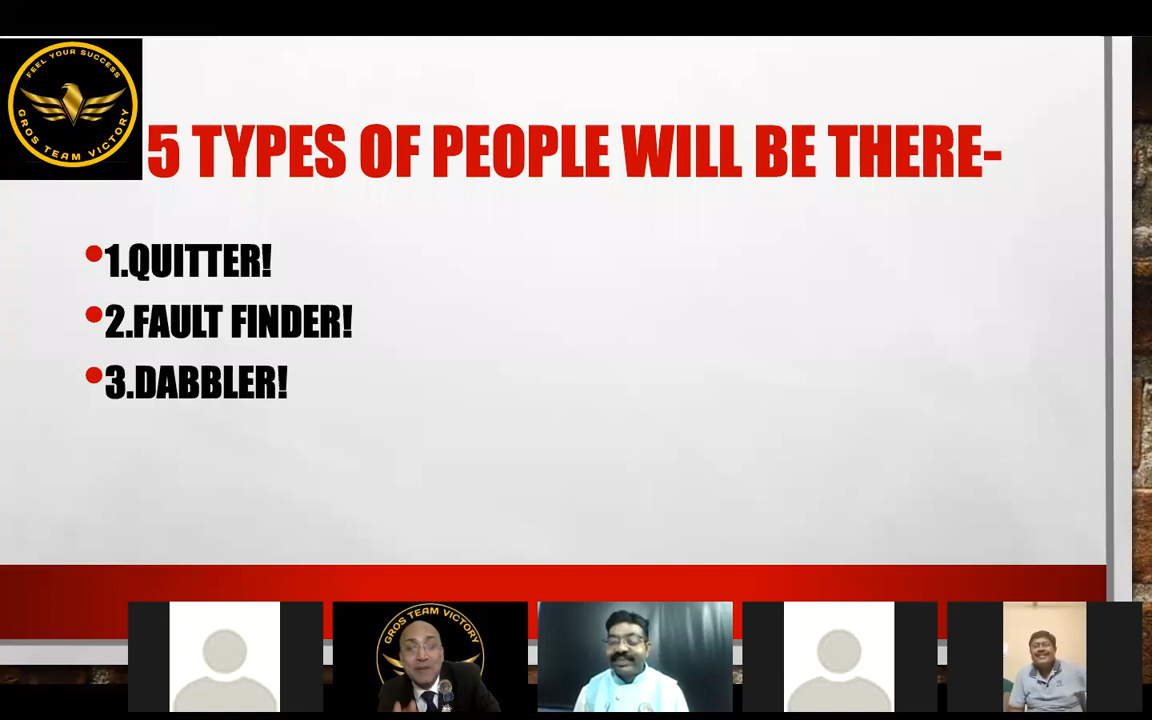 FEEL YOUR SUCCESS
GROS TEAM VICTORY
5 TYPES OF PEOPLE WILL BE THERE-
•1.QUITTER!
•2.FAULT FINDER!
•3.DABBLER!
GROS TEAM VICTORY